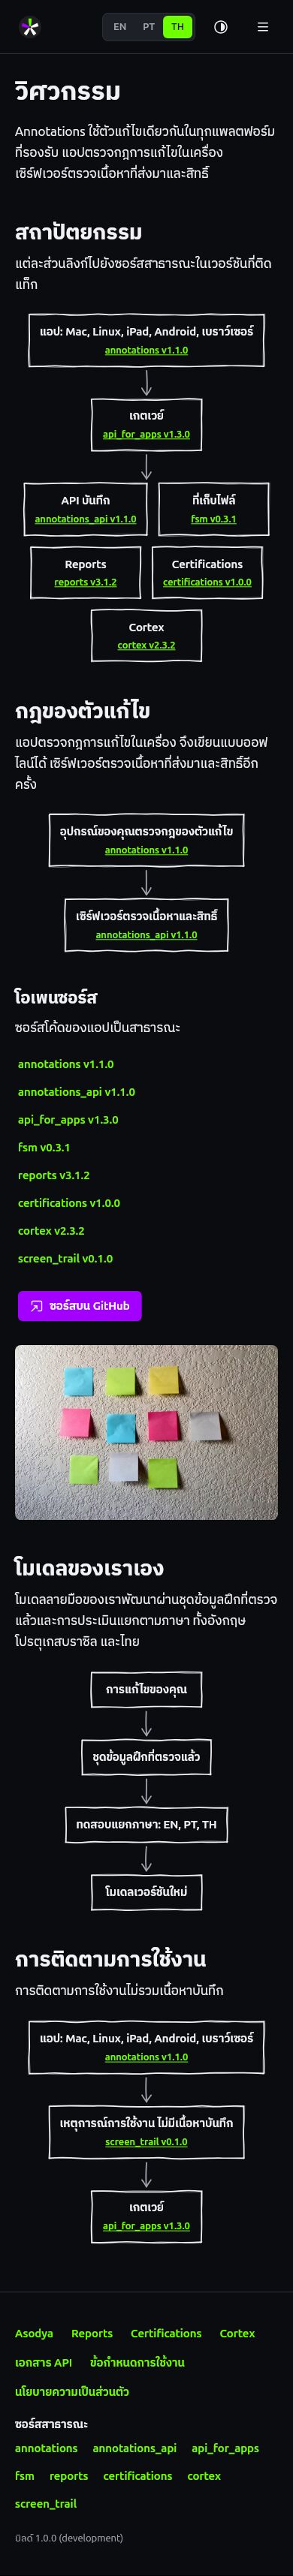 EN PT TH
วิศวกรรม
Annotations ใช้ตัวแก้ไขเดียวกันในทุกแพลตฟอร์ม
ที่รองรับ แอปตรวจกฎการแก้ไขในเครื่อง
เซิร์ฟเวอร์ตรวจเนื้อหาที่ส่งมาและสิทธิ์
สถาปัตยกรรม
แต่ละส่วนลิงก์ไปยังซอร์สสาธารณะในเวอร์ชันที่ติด
แท็ก
แอป: Mac, Linux, iPad, Android, เบราว์เซอร์
annotations v1.1.0
เกตเวย์
api_for_apps v1.3.0
API บันทึก ที่เก็บไฟล์
annotations_api v1.1.0 fsm v0.3.1
Reports Certifications
reports v3.1.2 certifications v1.0.0
Cortex
cortex v2.3.2
กฎของตัวแก้ไข
แอปตรวจกฎการแก้ไขในเครื่อง จึงเขียนแบบออฟ
ไลน์ได้ เซิร์ฟเวอร์ตรวจเนื้อหาที่ส่งมาและสิทธิ์อีก
ครั้ง
อุปกรณ์ของคุณตรวจกฎของตัวแก้ไข
annotations v1.1.0
เซิร์ฟเวอร์ตรวจเนื้อหาและสิทธิ์
annotations_api v1.1.0
โอเพนซอร์ส
ซอร์สโค้ดของแอปเป็นสาธารณะ
annotations v1.1.0
annotations_api v1.1.0
api_for_apps v1.3.0
fsm v0.3.1
reports v3.1.2
certifications v1.0.0
cortex v2.3.2
screen_trail v0.1.0
ซอร์สบน GitHub
โมเดลของเราเอง
โมเดลลายมือของเราพัฒนาผ่านชุดข้อมูลฝึกที่ตรวจ
แล้วและการประเมินแยกตามภาษา ทั้งอังกฤษ
โปรตุเกสบราซิล และไทย
การแก้ไขของคุณ
ชุดข้อมูลฝึกที่ตรวจแล้ว
ทดสอบแยกภาษา: EN, PT, TH
โมเดลเวอร์ชันใหม่
การติดตามการใช้งาน
การติดตามการใช้งานไม่รวมเนื้อหาบันทึก
แอป: Mac, Linux, iPad, Android, เบราว์เซอร์
annotations v1.1.0
เหตุการณ์การใช้งาน ไม่มีเนื้อหาบันทึก
screen_trail v0.1.0
เกตเวย์
api_for_apps v1.3.0
Asodya Reports Certifications Cortex
เอกสาร API ข้อกำหนดการใช้งาน
นโยบายความเป็นส่วนตัว
ซอร์สสาธารณะ
annotations annotations_api api_for_apps
fsm reports certifications cortex
screen_trail
บิลด์ 1.0.0 (development)